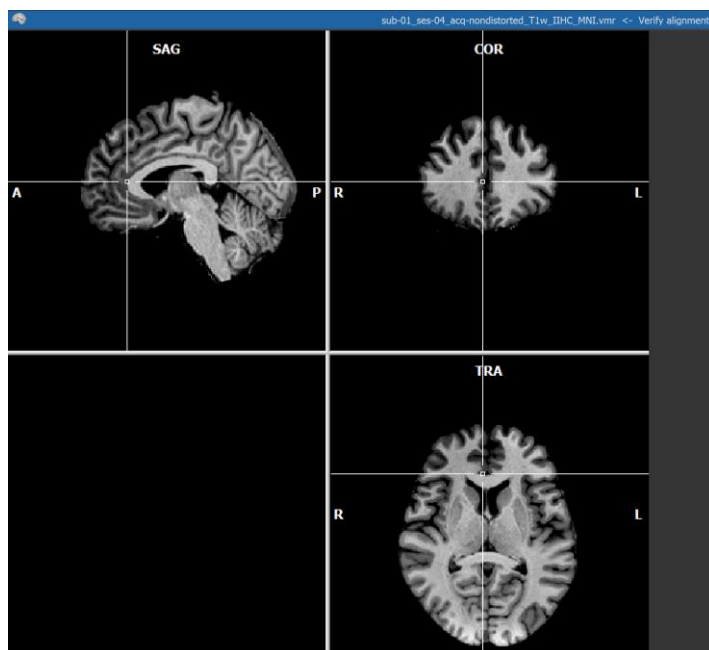 sub-01_ses-04_acq-nondistorted_T1w_IIHC_MNI.vmr <- Verify alignment
SAG
COR
A
P
R
L
TRA
R
L